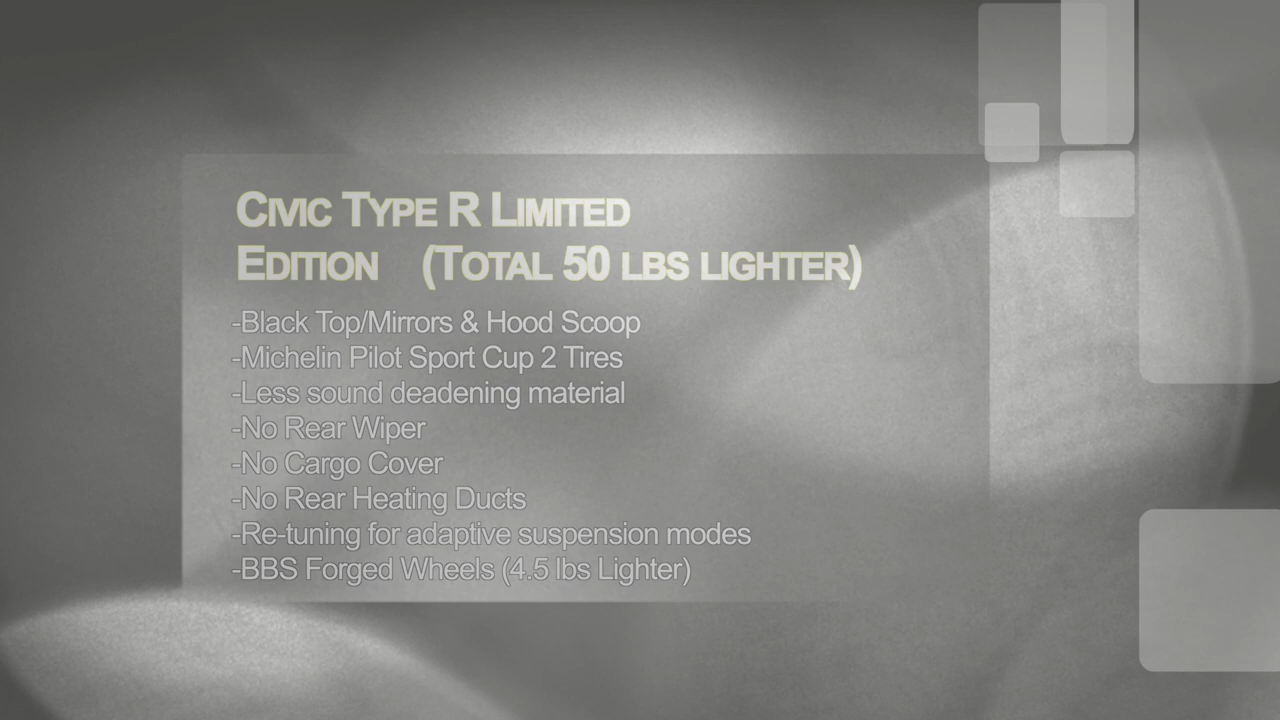 Civic Type R Limited
Edition (Total 50 lbs lighter)
-Black Top/Mirrors & Hood Scoop
-Michelin Pilot Sport Cup 2 Tires
-Less sound deadening material
-No Rear Wiper
-No Cargo Cover
-No Rear Heating Ducts
-Re-tuning for adaptive suspension modes
-BBS Forged Wheels (4.5 lbs Lighter)